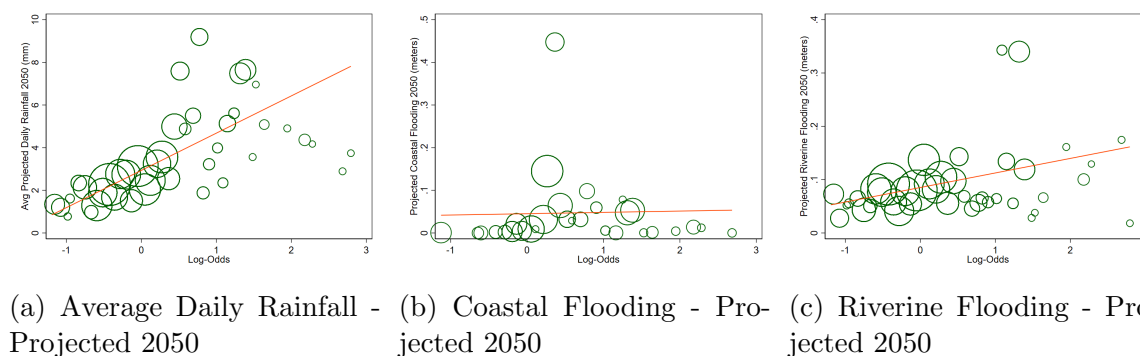 Avg Projected Daily Rainfall 2050 (mm)
0 2 4 6 8 10
-1 0 1 2 3
Log-Odds
Projected Coastal Flooding 2050 (meters)
0 .1 .2 .3 .4 .5
-1 0 1 2 3
Log-Odds
Projected Riverine Flooding 2050 (meters)
0 .1 .2 .3 .4
-1 0 1 2
Log-Odds
(a) Average Daily Rainfall -
Projected 2050
(b) Coastal Flooding - Pro-
jected 2050
(c) Riverine Flooding - Pro
jected 2050